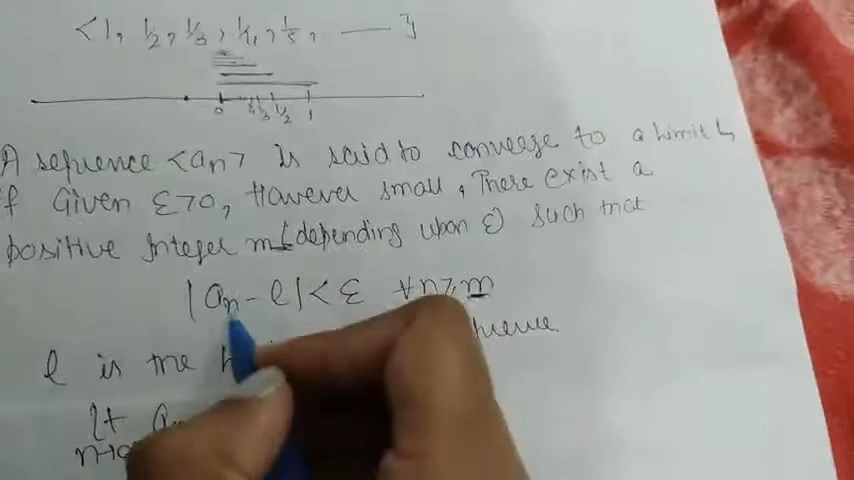 <1, 1/2, 1/3, 1/4, 1/5, —
0 1/4 1/3 1/2 1
A sequence <an> is said to converge to a limit l,
if Given ε>0, However small, There exist a
positive Integer m (depending upon ε) such that
|an - l| < ε ∀ n ≥ m
l is the
lt a
n→